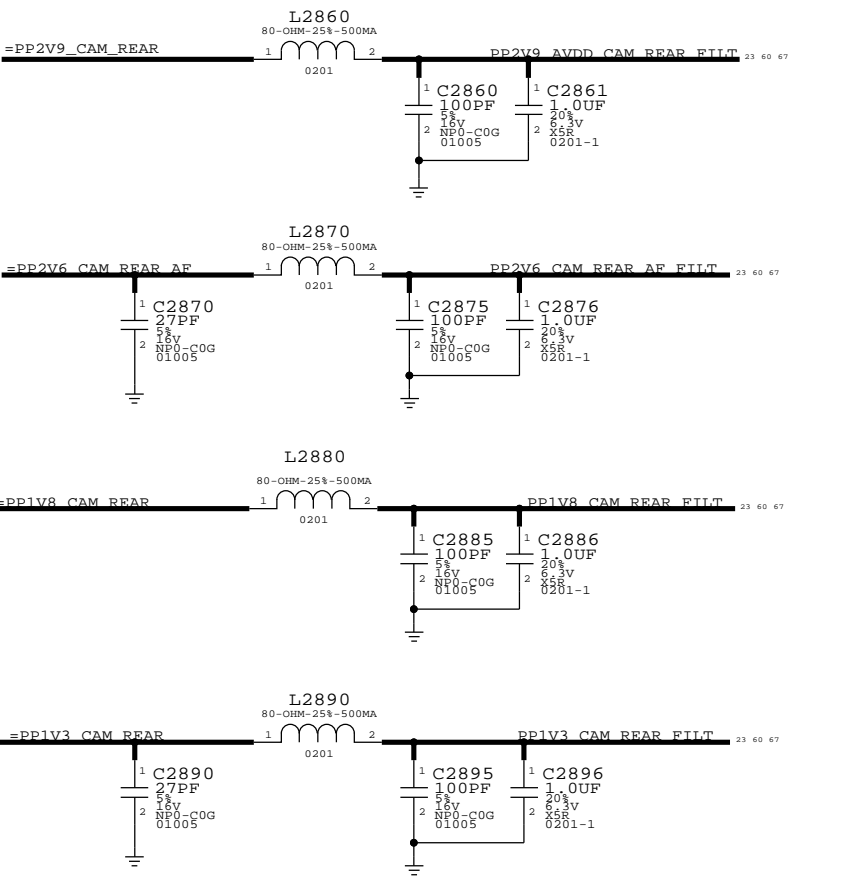 L2860
80-OHM-25%-500MA
=PP2V9_CAM_REAR
1 2
PP2V9_AVDD_CAM_REAR_FILT 23 60 67
0201
1 C2860
100PF
5%
16V
2 NP0-C0G
01005
1 C2861
1.0UF
20%
6.3V
2 X5R
0201-1
L2870
80-OHM-25%-500MA
=PP2V6_CAM_REAR_AF
1 2
PP2V6_CAM_REAR_AF_FILT 23 60 67
0201
1 C2870
27PF
5%
16V
2 NP0-C0G
01005
1 C2875
100PF
5%
16V
2 NP0-C0G
01005
1 C2876
1.0UF
20%
6.3V
2 X5R
0201-1
L2880
80-OHM-25%-500MA
=PP1V8_CAM_REAR
1 2
PP1V8_CAM_REAR_FILT 23 60 67
0201
1 C2885
100PF
5%
16V
2 NP0-C0G
01005
1 C2886
1.0UF
20%
6.3V
2 X5R
0201-1
L2890
80-OHM-25%-500MA
=PP1V3_CAM_REAR
1 2
PP1V3_CAM_REAR_FILT 23 60 67
0201
1 C2890
27PF
5%
16V
2 NP0-C0G
01005
1 C2895
100PF
5%
16V
2 NP0-C0G
01005
1 C2896
1.0UF
20%
6.3V
2 X5R
0201-1